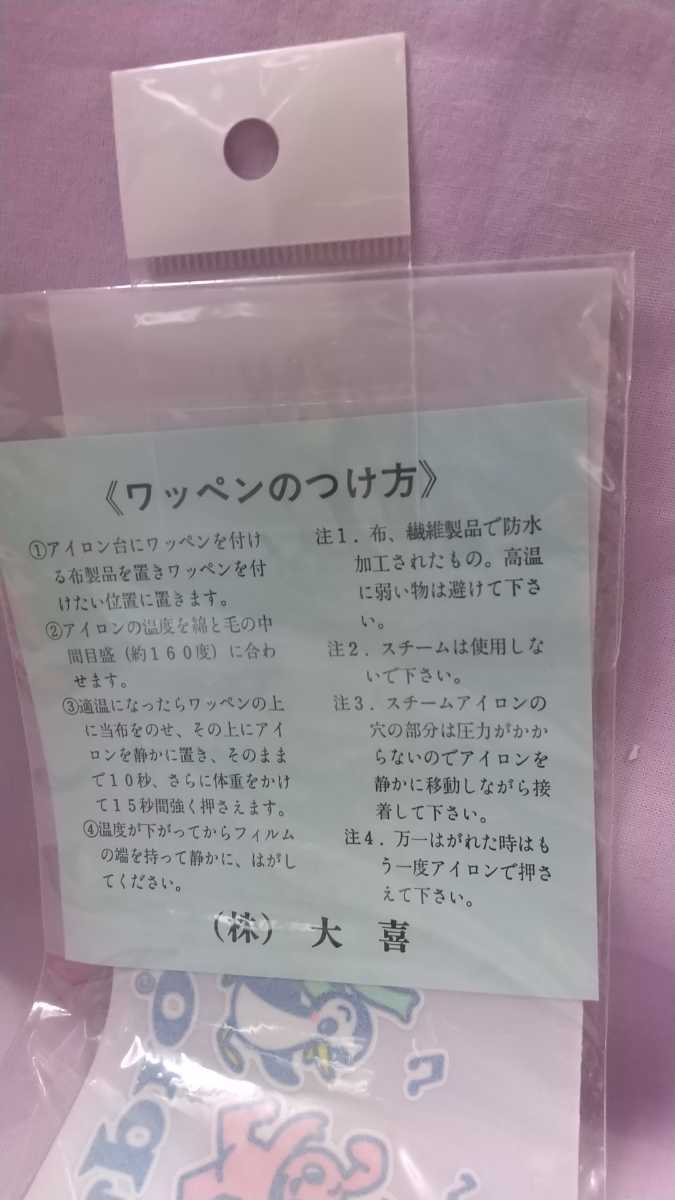 《ワッペンのつけ方》
①アイロン台にワッペンを付け
る布製品を置きワッペンを付
けたい位置に置きます。
②アイロンの温度を綿と毛の中
間目盛（約１６０度）に合わ
せます。
③適温になったらワッペンの上
に当布をのせ、その上にアイ
ロンを静かに置き、そのまま
で１０秒、さらに体重をかけ
て１５秒間強く押さえます。
④温度が下がってからフィルム
の端を持って静かに、はがし
てください。
注１．布、繊維製品で防水
加工されたもの。高温
に弱い物は避けて下さ
い。
注２．スチームは使用しな
いで下さい。
注３．スチームアイロンの
穴の部分は圧力がかか
らないのでアイロンを
静かに移動しながら接
着して下さい。
注４．万一はがれた時はも
う一度アイロンで押さ
えて下さい。
（株）　大　喜